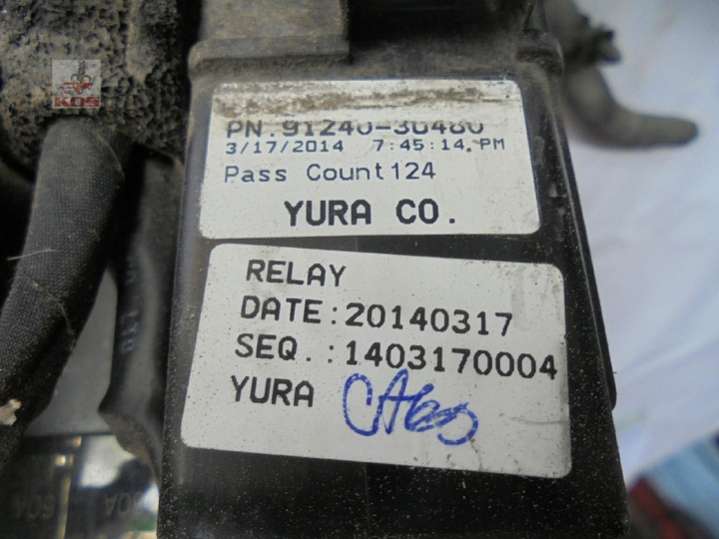 KOS
PN.91240-3U480
3/17/2014 7:45:14 PM
Pass Count124
YURA CO.
RELAY
DATE:20140317
SEQ.:1403170004
YURA